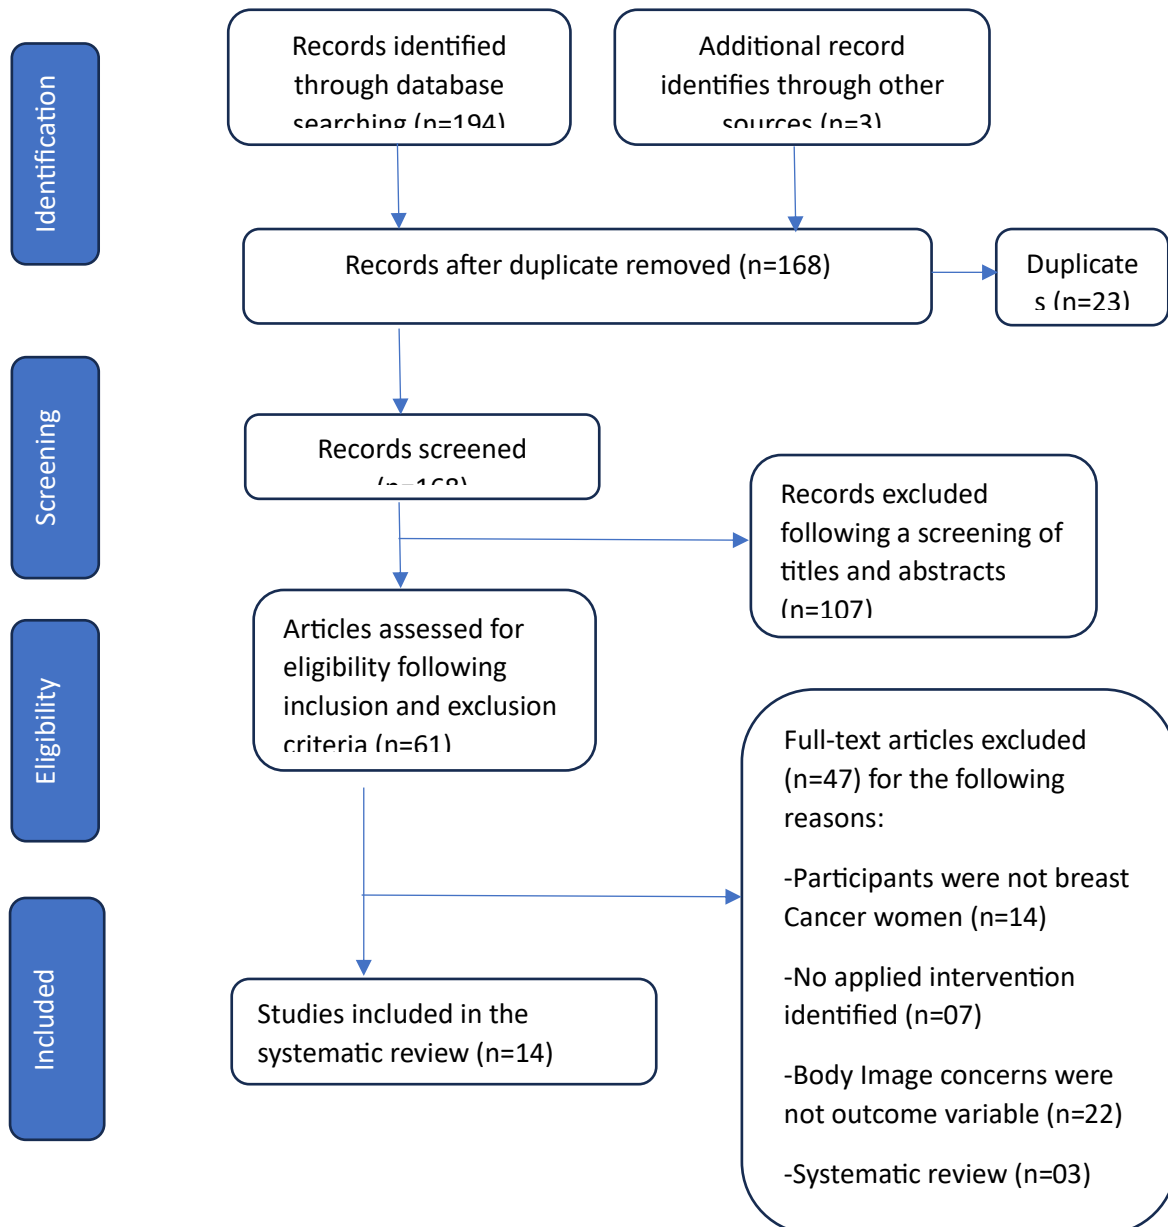 Identification
Records identified
through database
searching (n=194)
Additional record
identifies through other
sources (n=3)
Records after duplicate removed (n=168)
Duplicate
s (n=23)
Screening
Records screened
(n=168)
Records excluded
following a screening of
titles and abstracts
(n=107)
Eligibility
Articles assessed for
eligibility following
inclusion and exclusion
criteria (n=61)
Full-text articles excluded
(n=47) for the following
reasons:
-Participants were not breast
Cancer women (n=14)
-No applied intervention
identified (n=07)
-Body Image concerns were
not outcome variable (n=22)
-Systematic review (n=03)
Included
Studies included in the
systematic review (n=14)